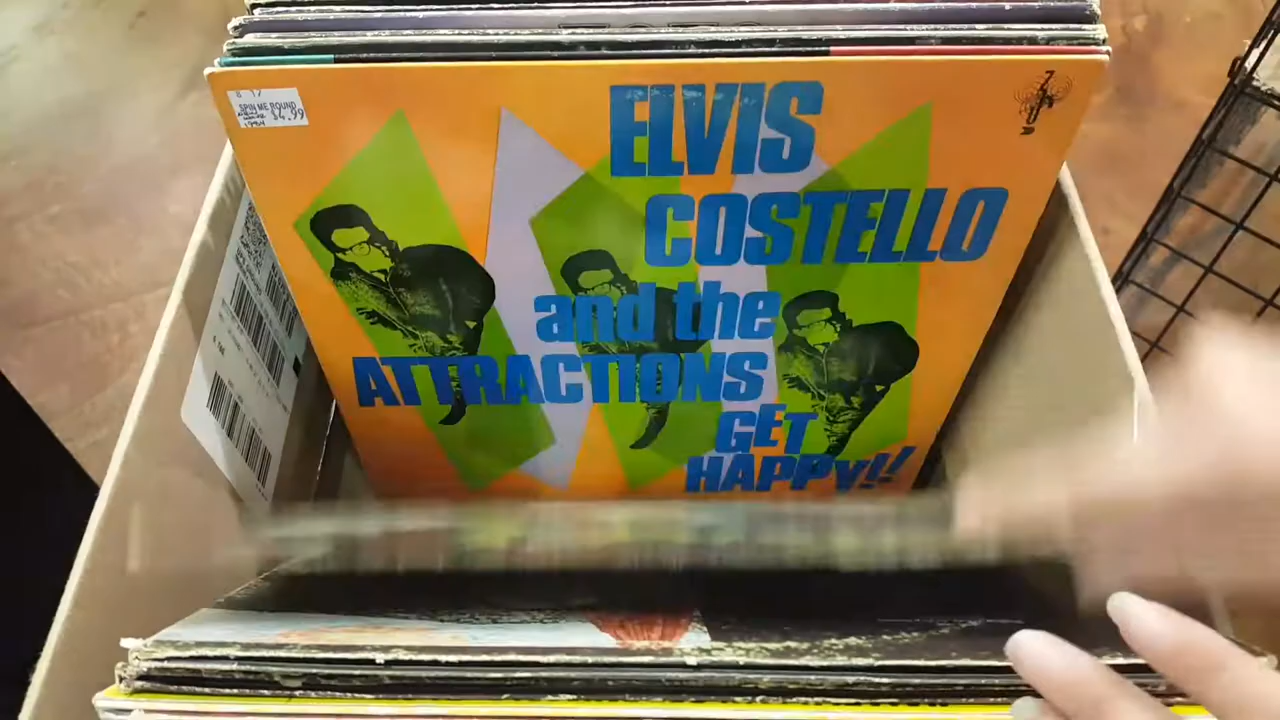 SPIN ME ROUND
$4.99
ELVIS
COSTELLO
and the
ATTRACTIONS
GET
HAPPY!!